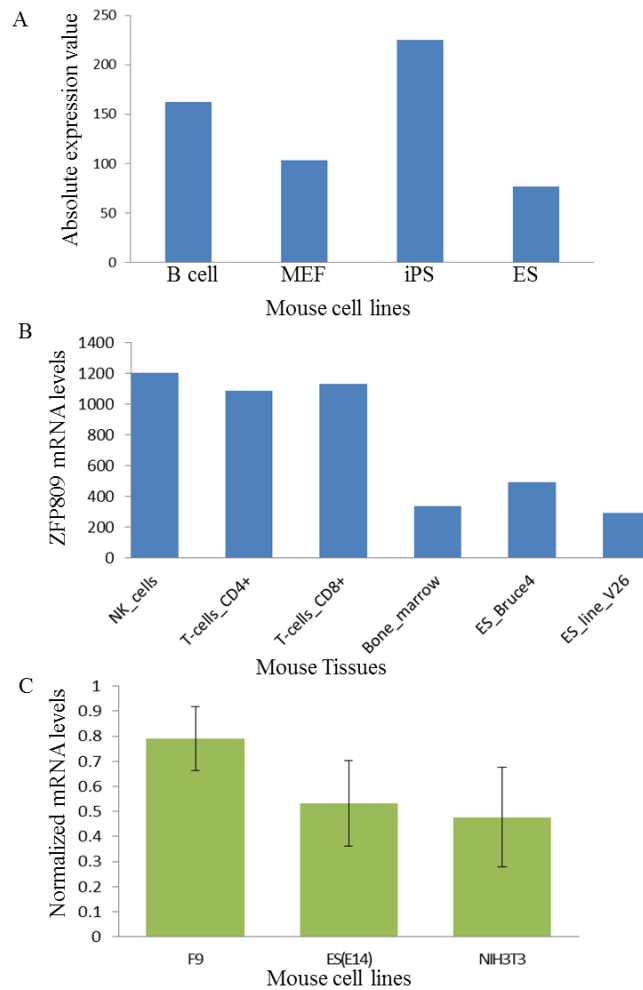 A
Absolute expression value
250
200
150
100
50
0
B cell MEF iPS ES
Mouse cell lines
B
ZFP809 mRNA levels
1400
1200
1000
800
600
400
200
0
NK_cells
T-cells_CD4+
T-cells_CD8+
Bone_marrow
ES_Bruce4
ES_line_V26
Mouse Tissues
C
Normalized mRNA levels
1
0.9
0.8
0.7
0.6
0.5
0.4
0.3
0.2
0.1
0
F9 ES(E14) NIH3T3
Mouse cell lines